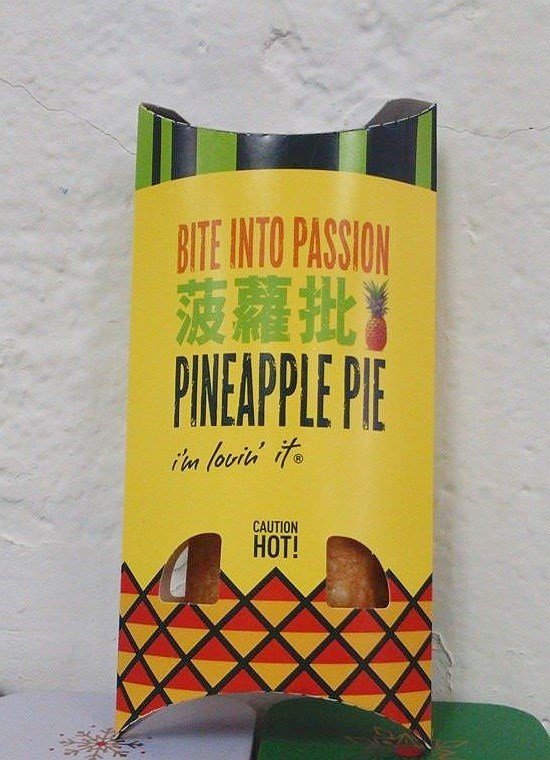 BITE INTO PASSION
菠蘿批
PINEAPPLE PIE
i'm lovin' it®
CAUTION
HOT!